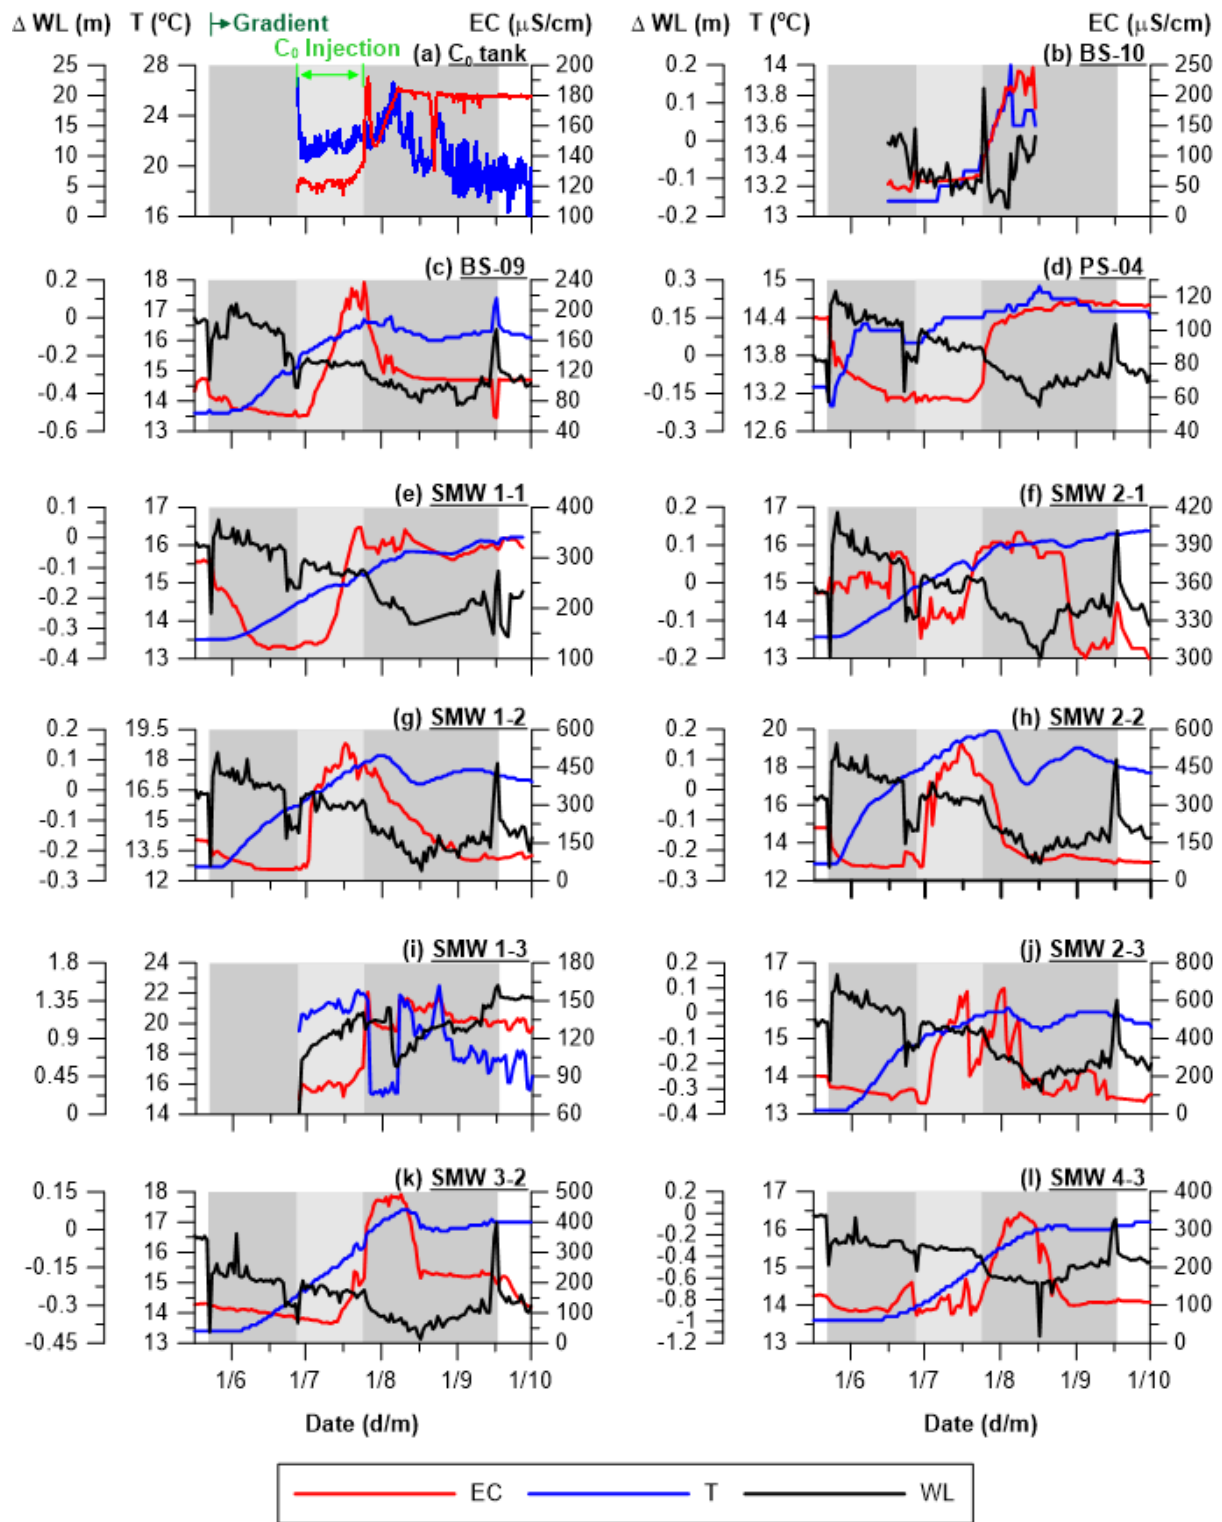 Δ WL (m) T (ºC) Gradient EC (μS/cm) Δ WL (m) T (ºC) EC (μS/cm)
C₀ Injection (a) C₀ tank (b) BS-10
25 28 200 0.2 14 250
20 180 0.1 13.8 200
15 24 160 13.6 150
10 20 140 0 13.4 100
5 120 -0.1 13.2 50
0 16 100 -0.2 13 0
(c) BS-09 (d) PS-04
0.2 18 240 0.3 15
0 17 200 0.15 14.4 120
-0.2 16 160 0 13.8 100
15 120 80
-0.4 14 80 -0.15 13.2 60
-0.6 13 40 -0.3 12.6 40
(e) SMW 1-1 (f) SMW 2-1
0.1 17 400 0.2 17 420
0 16 0.1 16 390
-0.1 15 300 0 15 360
-0.2 200
-0.3 14 -0.1 14 330
-0.4 13 100 -0.2 13 300
(g) SMW 1-2 (h) SMW 2-2
0.2 19.5 600 0.2 20 600
0.1 18 450 0.1 18 450
0 16.5 0
-0.1 15 300 -0.1 16 300
-0.2 13.5 150 -0.2 14 150
-0.3 12 0 -0.3 12 0
(i) SMW 1-3 (j) SMW 2-3
1.8 24 180 0.2 17 800
1.35 22 150 0.1 16 600
0.9 20 120 0
-0.1 15 400
0.45 18 90 -0.2
16 -0.3 14 200
0 14 60 -0.4 13 0
(k) SMW 3-2 (l) SMW 4-3
0.15 18 500 0.2 17 400
0 17 400 0
16 300 -0.2 16 300
-0.15 -0.4
15 200 -0.6 15 200
-0.3 14 100 -0.8 14 100
-0.45 13 0 -1
-1.2 13 0
1/6 1/7 1/8 1/9 1/10 1/6 1/7 1/8 1/9 1/10
Date (d/m) Date (d/m)
EC T WL